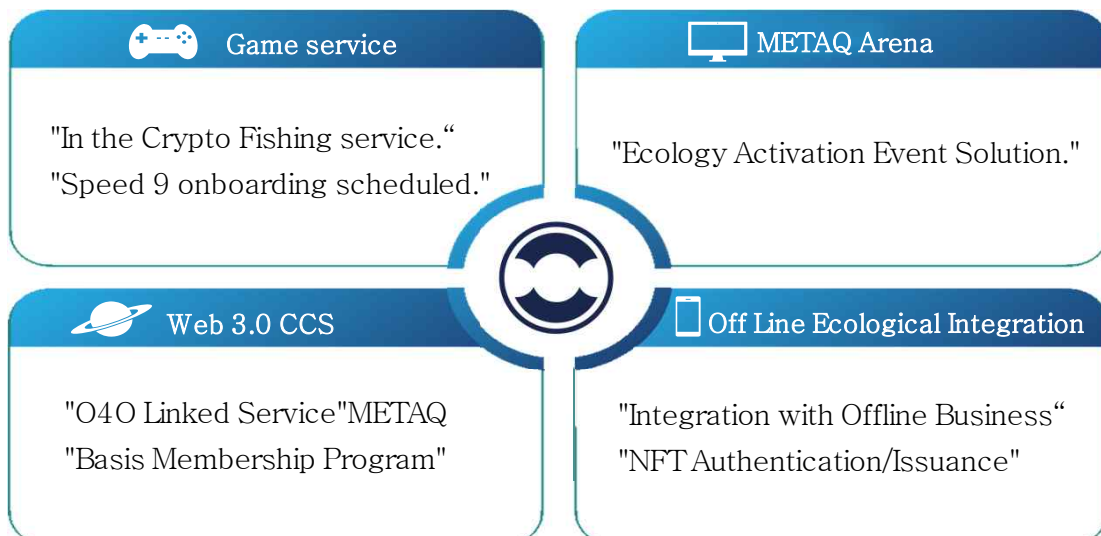 Game service
"In the Crypto Fishing service.“
"Speed 9 onboarding scheduled."
METAQ Arena
"Ecology Activation Event Solution."
Web 3.0 CCS
"O4O Linked Service"METAQ
"Basis Membership Program"
Off Line Ecological Integration
"Integration with Offline Business“
"NFT Authentication/Issuance"